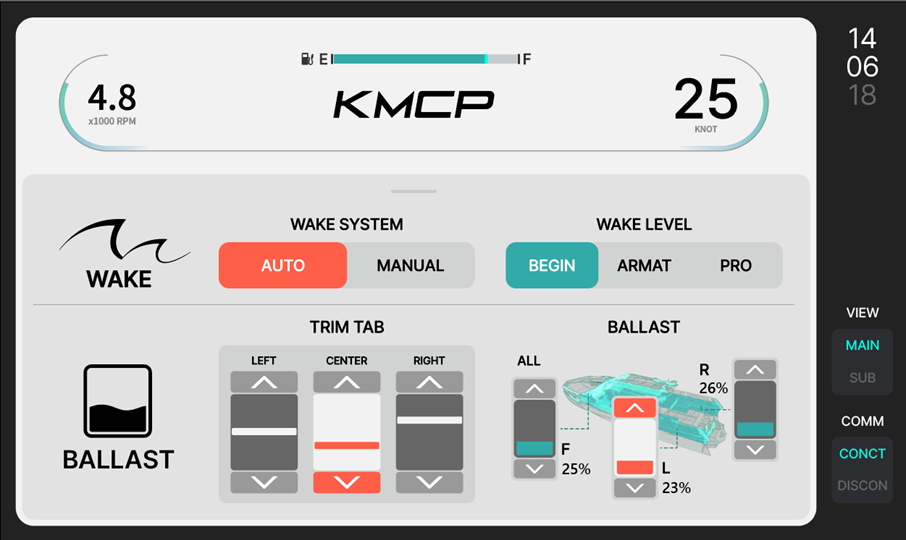 E F
4.8
x1000 RPM
KMCP
25
KNOT
14
06
18
WAKE
WAKE SYSTEM
AUTO MANUAL
WAKE LEVEL
BEGIN ARMAT PRO
BALLAST
TRIM TAB
LEFT CENTER RIGHT
BALLAST
ALL
F
25%
L
23%
R
26%
VIEW
MAIN
SUB
COMM
CONCT
DISCON